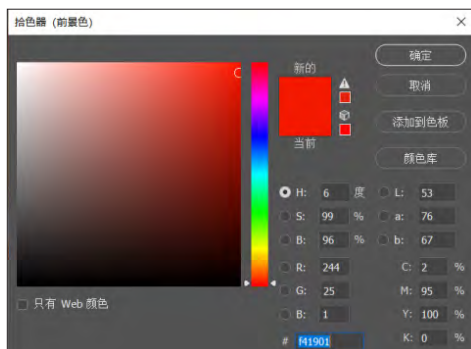 拾色器 (前景色)
新的
当前
确定
取消
添加到色板
颜色库
H: 6 度
S: 99 %
B: 96 %
R: 244
G: 25
B: 1
# f41901
L: 53
a: 76
b: 67
C: 2 %
M: 95 %
Y: 100 %
K: 0 %
只有 Web 颜色